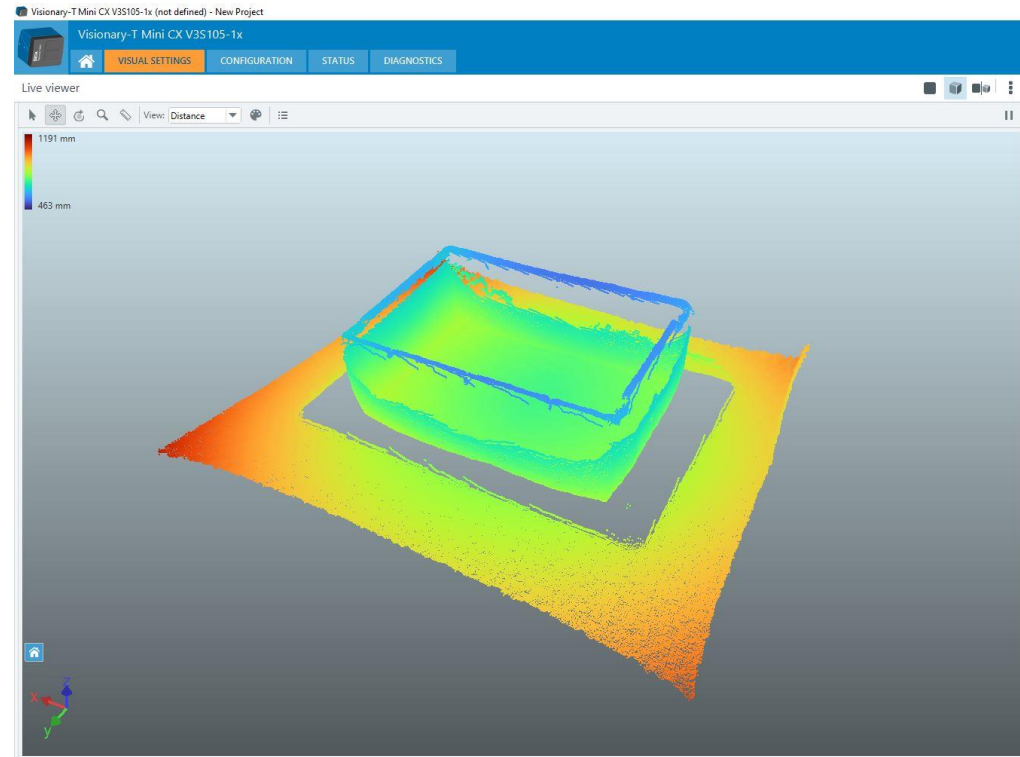 Visionary-T Mini CX V3S105-1x (not defined) - New Project
Visionary-T Mini CX V3S105-1x
VISUAL SETTINGS CONFIGURATION STATUS DIAGNOSTICS
Live viewer
View: Distance
1191 mm
463 mm
z
x
y